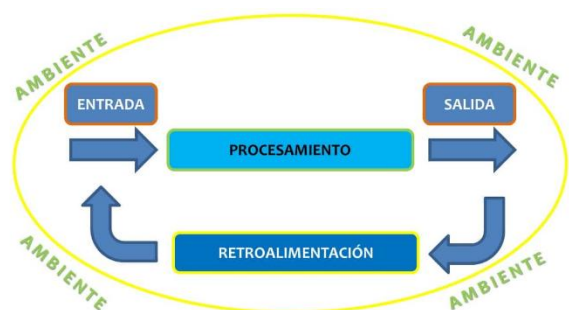 AMBIENTE
AMBIENTE
ENTRADA
SALIDA
PROCESAMIENTO
RETROALIMENTACIÓN
AMBIENTE
AMBIENTE